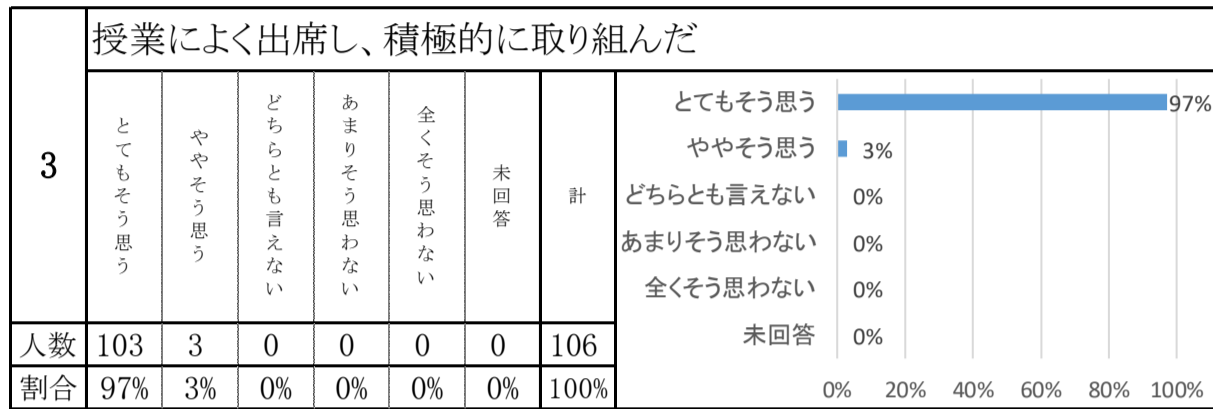 3
授業によく出席し、積極的に取り組んだ
とてもそう思う
ややそう思う
どちらとも言えない
あまりそう思わない
全くそう思わない
未回答
計
人数 103 3 0 0 0 0 106
割合 97% 3% 0% 0% 0% 0% 100%
とてもそう思う 97%
ややそう思う 3%
どちらとも言えない 0%
あまりそう思わない 0%
全くそう思わない 0%
未回答 0%
0% 20% 40% 60% 80% 100%